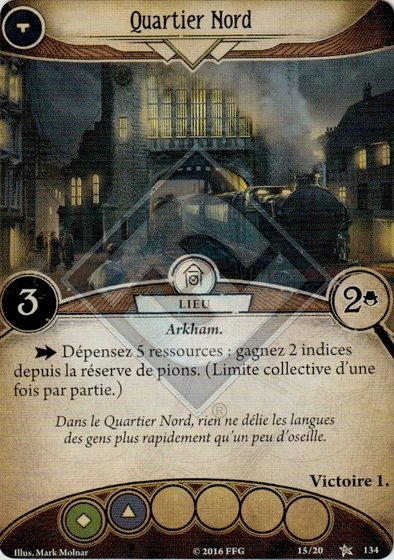 Quartier Nord
3
LIEU
2
Arkham.
Dépensez 5 ressources : gagnez 2 indices
depuis la réserve de pions. (Limite collective d'une
fois par partie.)
Dans le Quartier Nord, rien ne délie les langues
des gens plus rapidement qu'un peu d'oseille.
Victoire 1.
Illus. Mark Molnar
© 2016 FFG
15/20
134